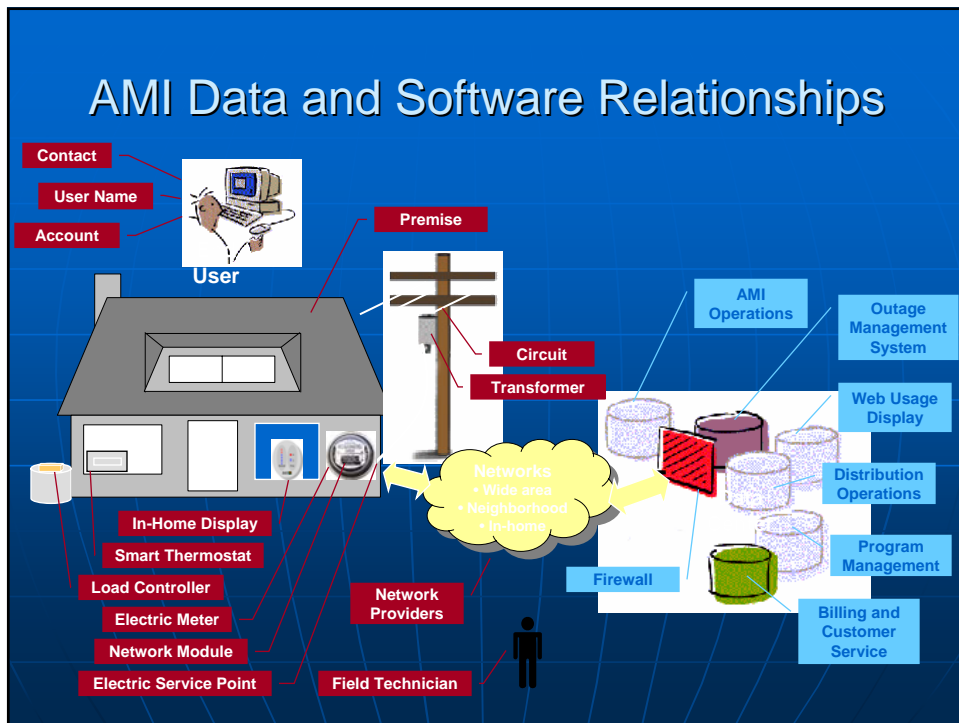 AMI Data and Software Relationships
Contact
User Name
Account
User
Premise
Circuit
Transformer
AMI
Operations
Outage
Management
System
Web Usage
Display
Distribution
Operations
Program
Management
Billing and
Customer
Service
Firewall
Networks
• Wide area
• Neighborhood
• In-home
In-Home Display
Smart Thermostat
Load Controller
Electric Meter
Network Module
Electric Service Point
Network
Providers
Field Technician